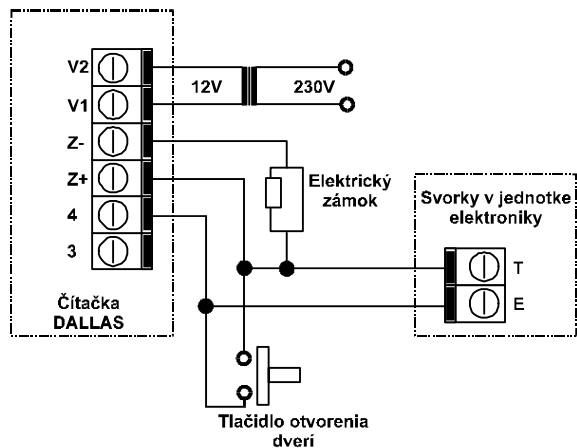 V2
12V
230V
V1
Z-
Z+
4
3
Elektrický
zámok
Svorky v jednotke
elektroniky
T
E
Čítačka
DALLAS
Tlačidlo otvorenia
dverí